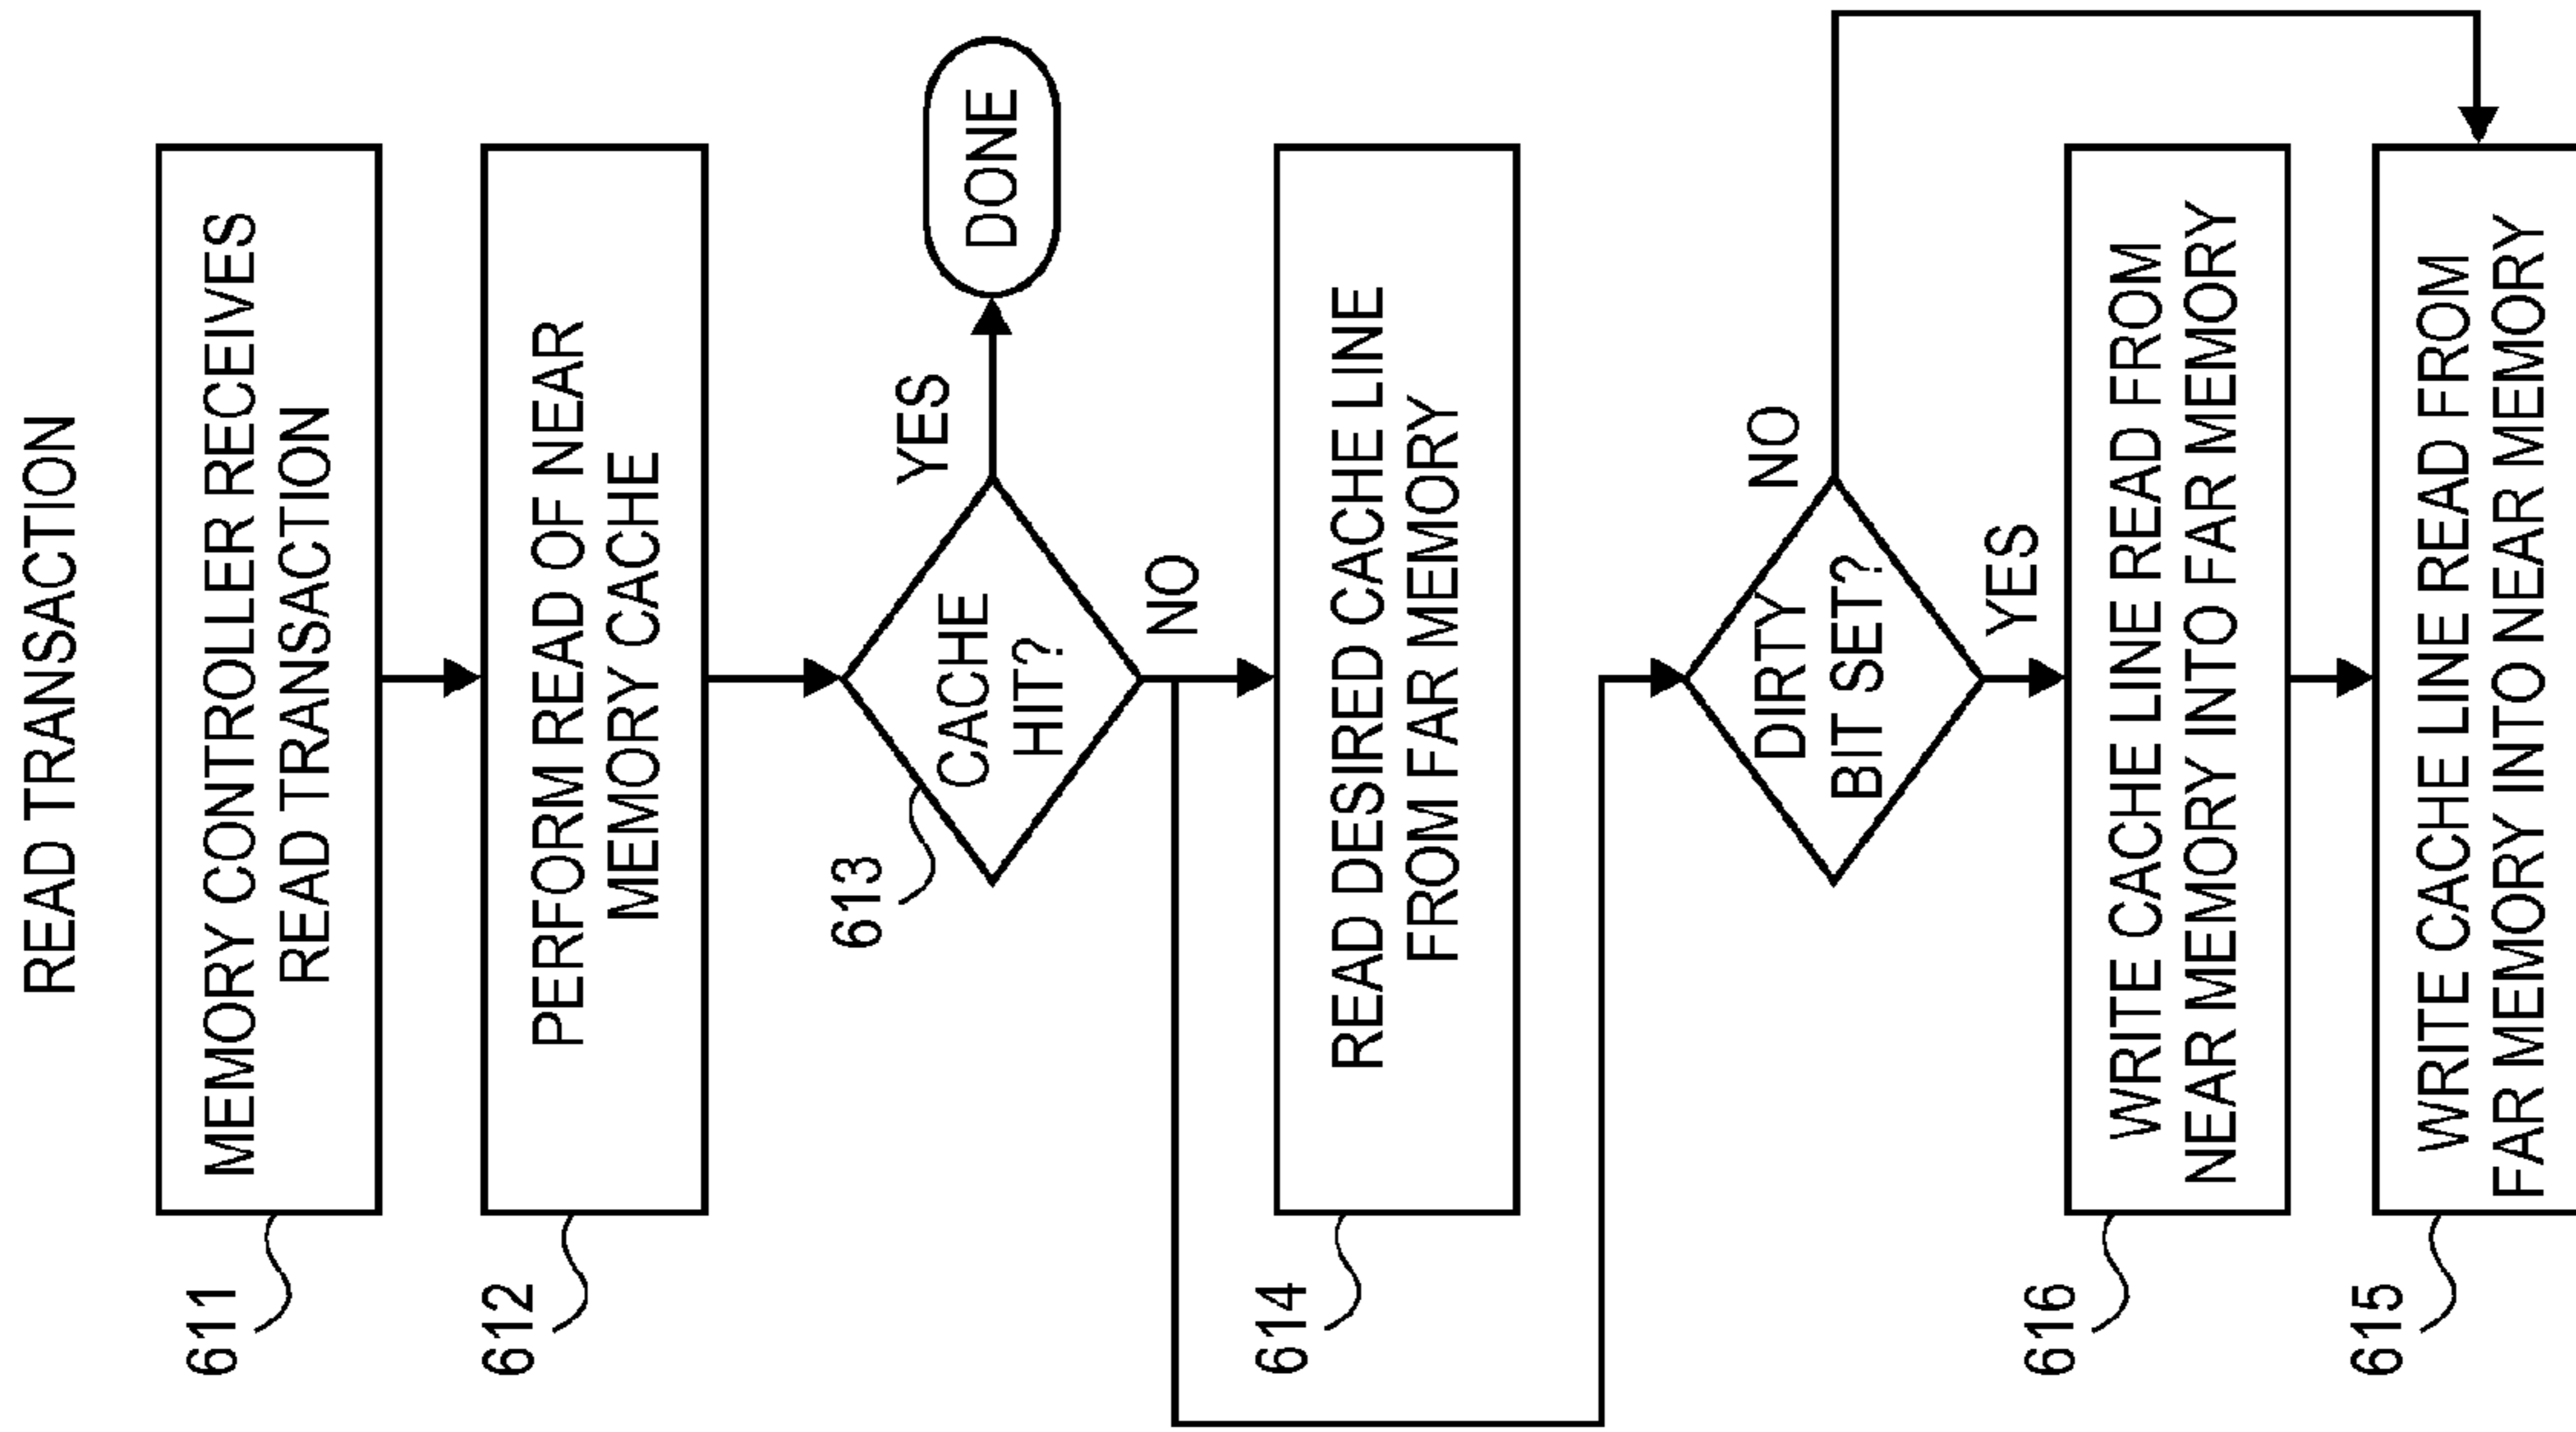 READ TRANSACTION
611
MEMORY CONTROLLER RECEIVES
READ TRANSACTION
612
PERFORM READ OF NEAR
MEMORY CACHE
613
CACHE
HIT?
YES
DONE
NO
614
READ DESIRED CACHE LINE
FROM FAR MEMORY
DIRTY
BIT SET?
NO
YES
616
WRITE CACHE LINE READ FROM
NEAR MEMORY INTO FAR MEMORY
615
WRITE CACHE LINE READ FROM
FAR MEMORY INTO NEAR MEMORY